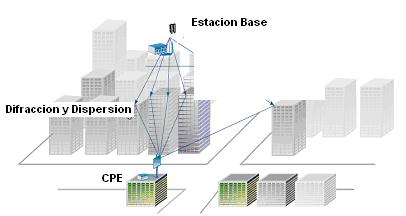 Estacion Base
Difraccion y Dispersion
CPE